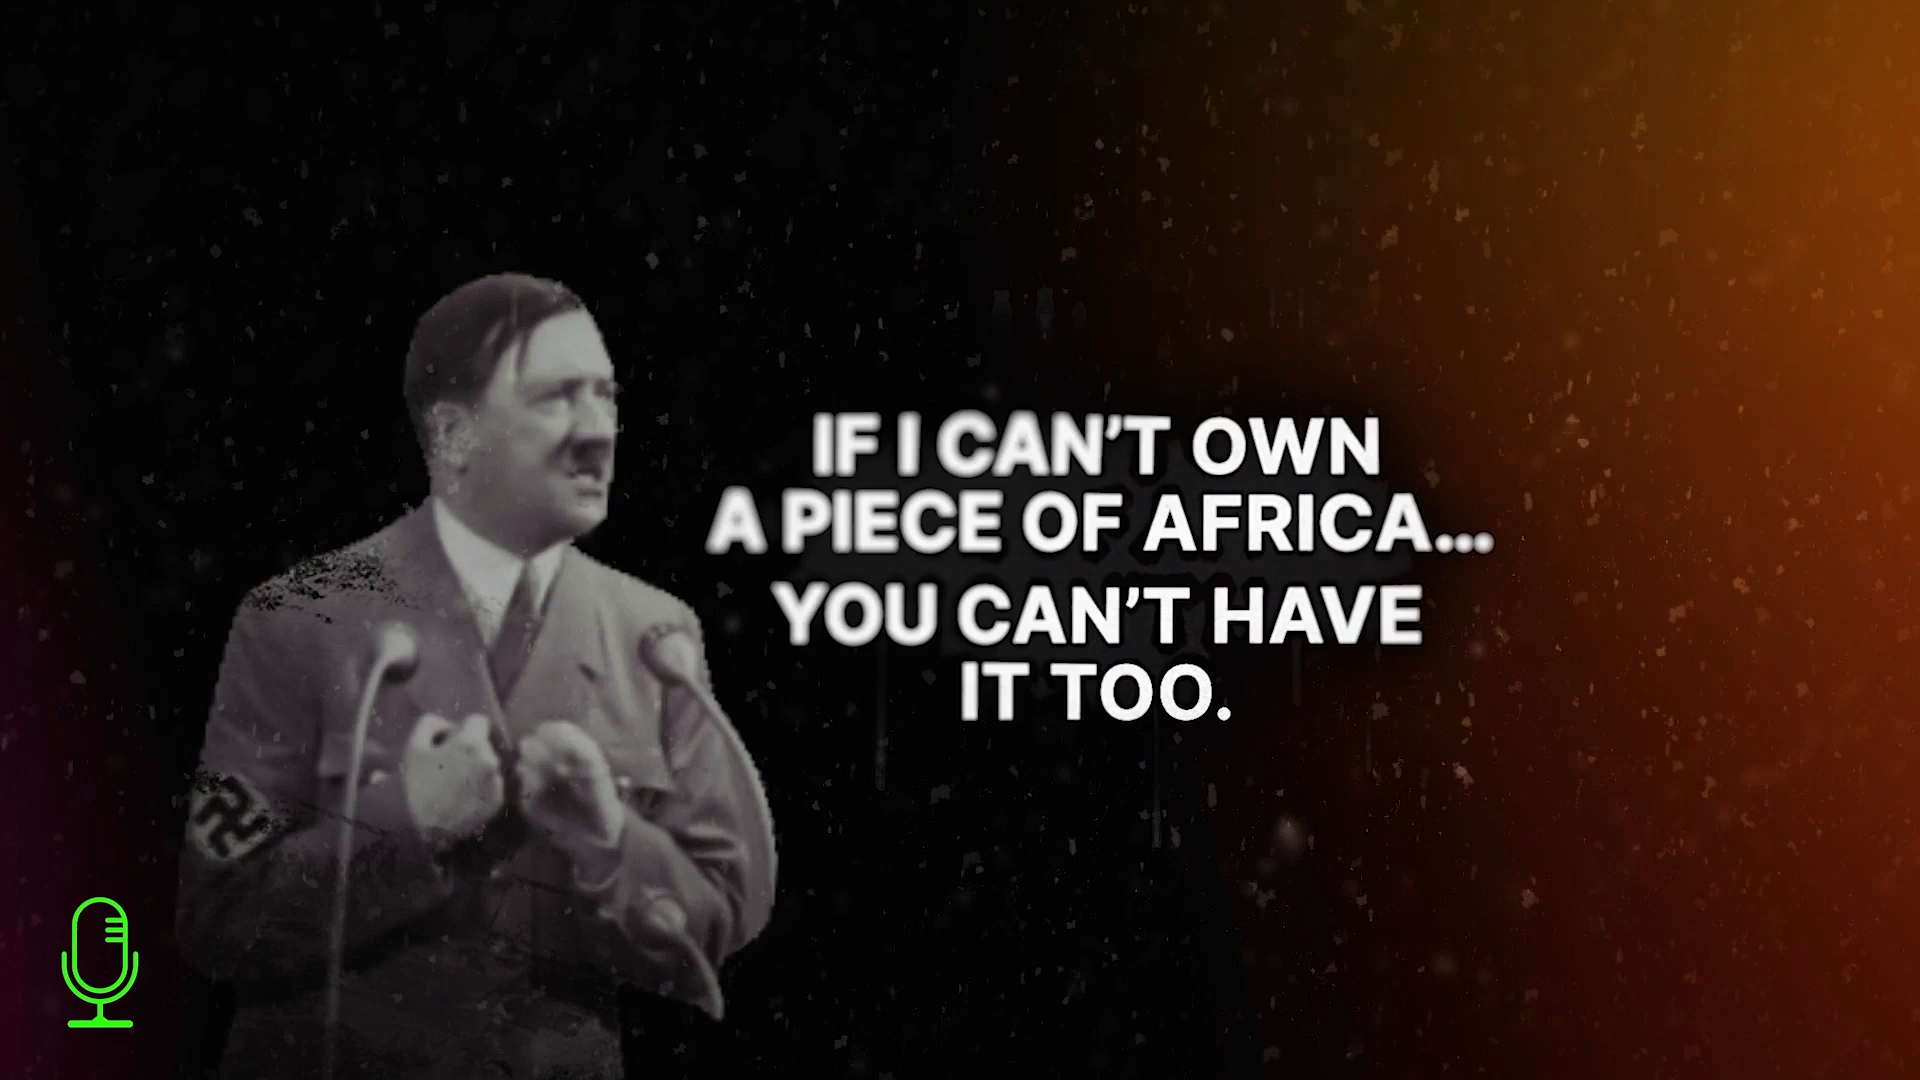 IF I CAN’T OWN
A PIECE OF AFRICA...
YOU CAN’T HAVE
IT TOO.